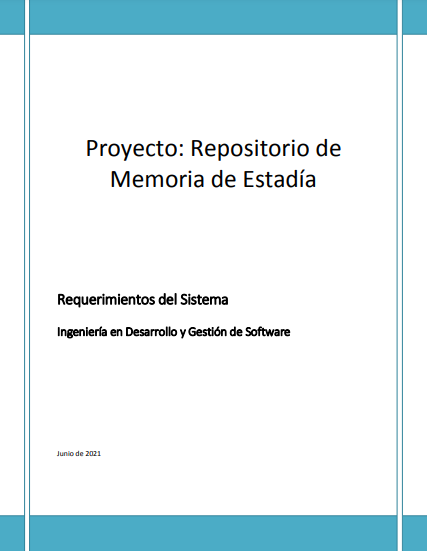 Proyecto: Repositorio de
Memoria de Estadía
Requerimientos del Sistema
Ingeniería en Desarrollo y Gestión de Software
Junio de 2021